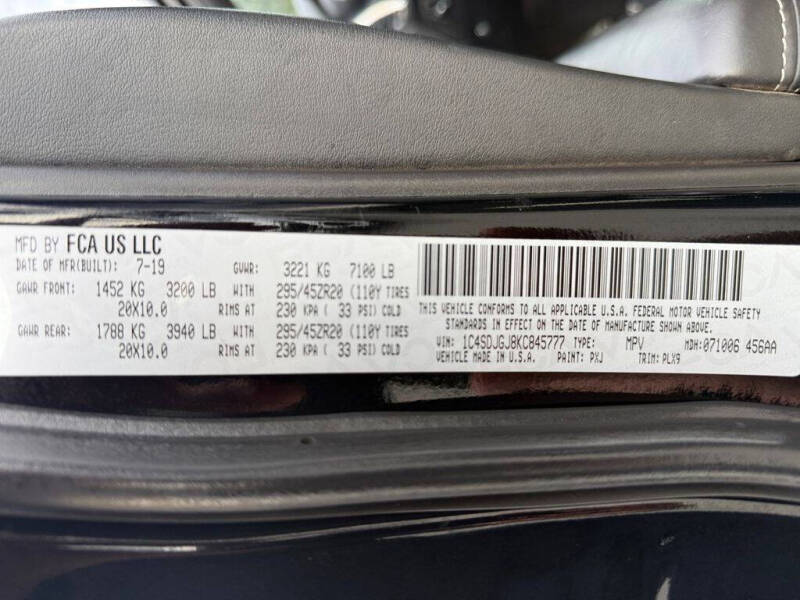 MFD BY FCA US LLC
DATE OF MFR(BUILT): 7-19 GVWR: 3221 KG 7100 LB
GAWR FRONT: 1452 KG 3200 LB WITH 295/45ZR20 (110Y TIRES
20X10.0 RIMS AT 230 KPA ( 33 PSI) COLD
GAWR REAR: 1788 KG 3940 LB WITH 295/45ZR20 (110Y TIRES
20X10.0 RIMS AT 230 KPA ( 33 PSI) COLD
THIS VEHICLE CONFORMS TO ALL APPLICABLE U.S.A. FEDERAL MOTOR VEHICLE SAFETY
STANDARDS IN EFFECT ON THE DATE OF MANUFACTURE SHOWN ABOVE.
VIN: 1C4SDJGJ8KC845777 TYPE: MPV MDH:071006 456AA
VEHICLE MADE IN U.S.A. PAINT: PXJ TRIM: PLX9